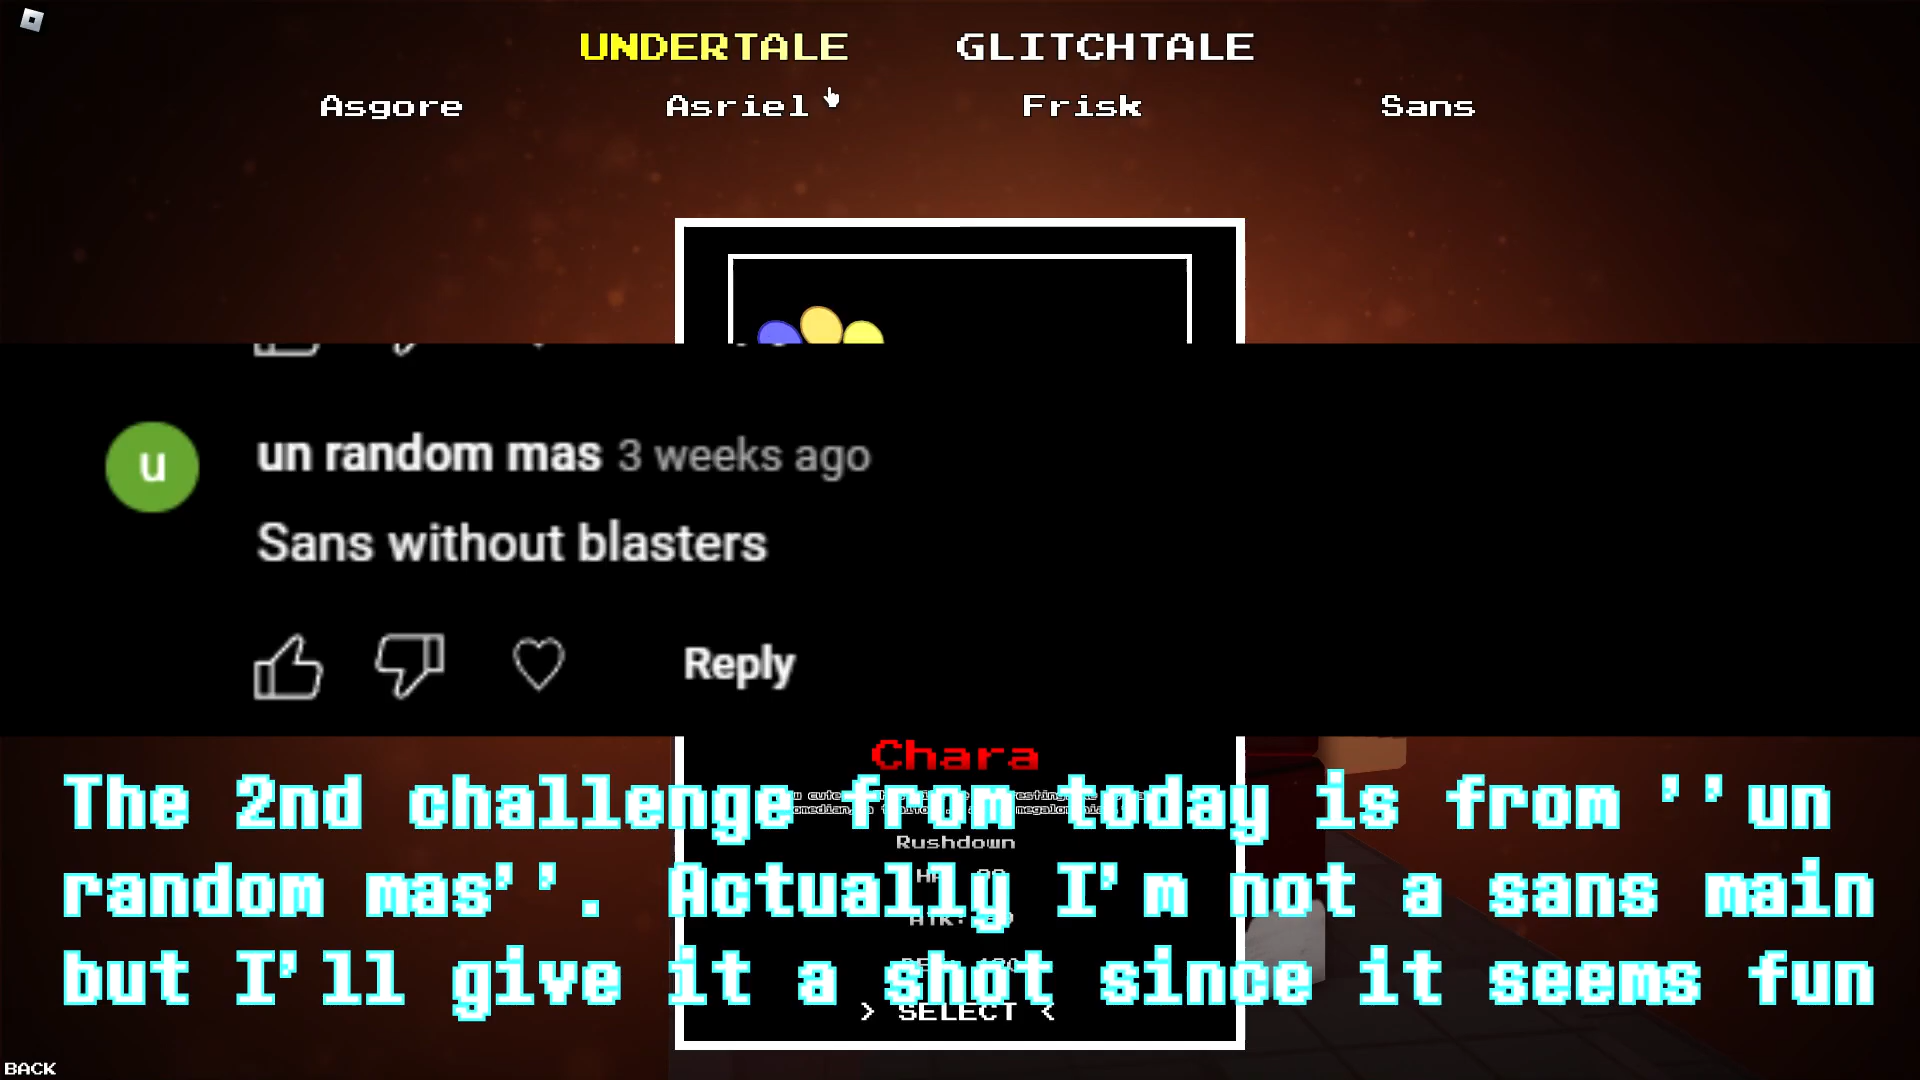 UNDERTALE GLITCHTALE
Asgore Asriel Frisk Sans
u
un random mas 3 weeks ago
Sans without blasters
Reply
Chara
The 2nd challenge from today is from ''un
Rushdown
random mas''. Actually I'm not a sans main
but I'll give it a shot since it seems fun
> SELECT <
BACK